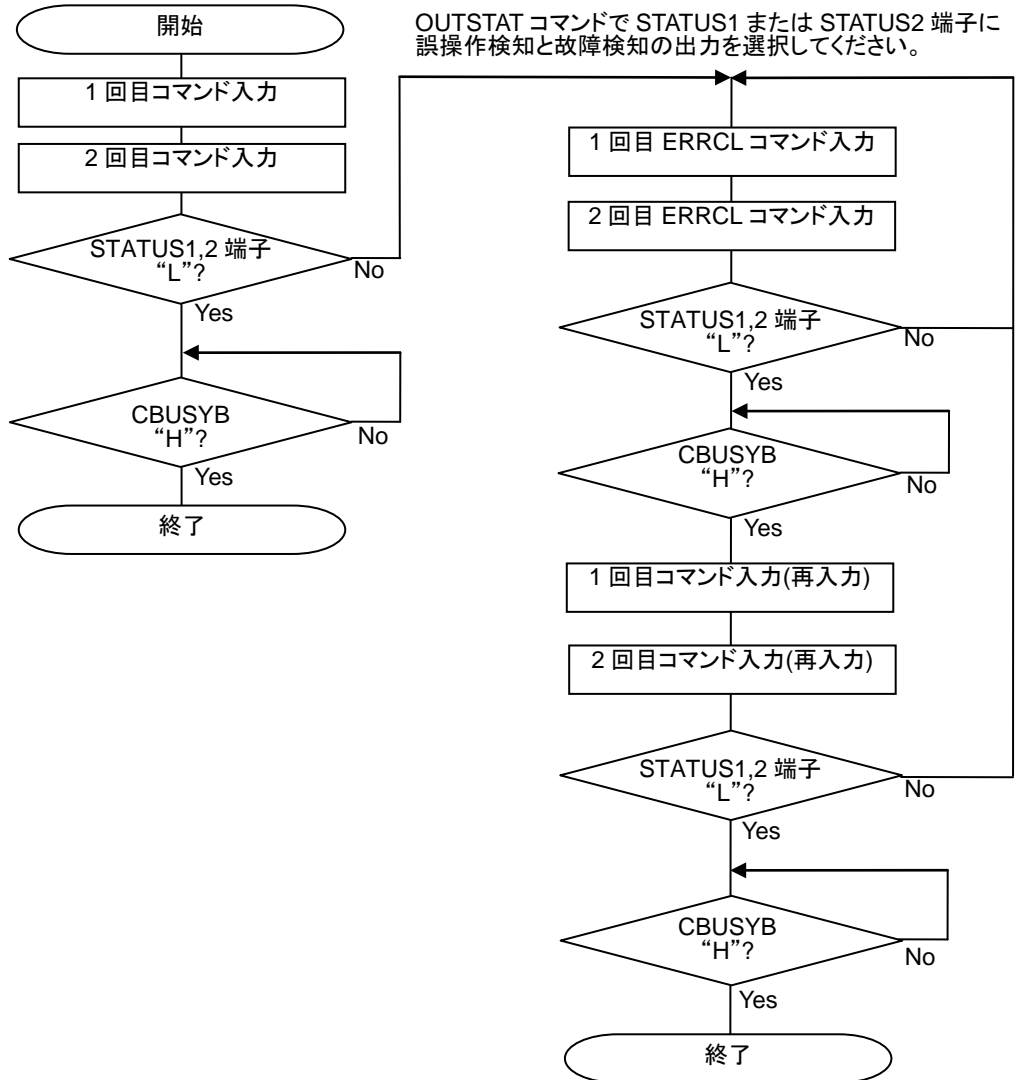 開始
1 回目コマンド入力
2 回目コマンド入力
STATUS1,2 端子
“L”?
No
Yes
CBUSYB
“H”?
No
Yes
終了
OUTSTAT コマンドで STATUS1 または STATUS2 端子に
誤操作検知と故障検知の出力を選択してください。
1 回目 ERRCL コマンド入力
2 回目 ERRCL コマンド入力
STATUS1,2 端子
“L”?
No
Yes
CBUSYB
“H”?
No
Yes
1 回目コマンド入力(再入力)
2 回目コマンド入力(再入力)
STATUS1,2 端子
“L”?
No
Yes
CBUSYB
“H”?
No
Yes
終了